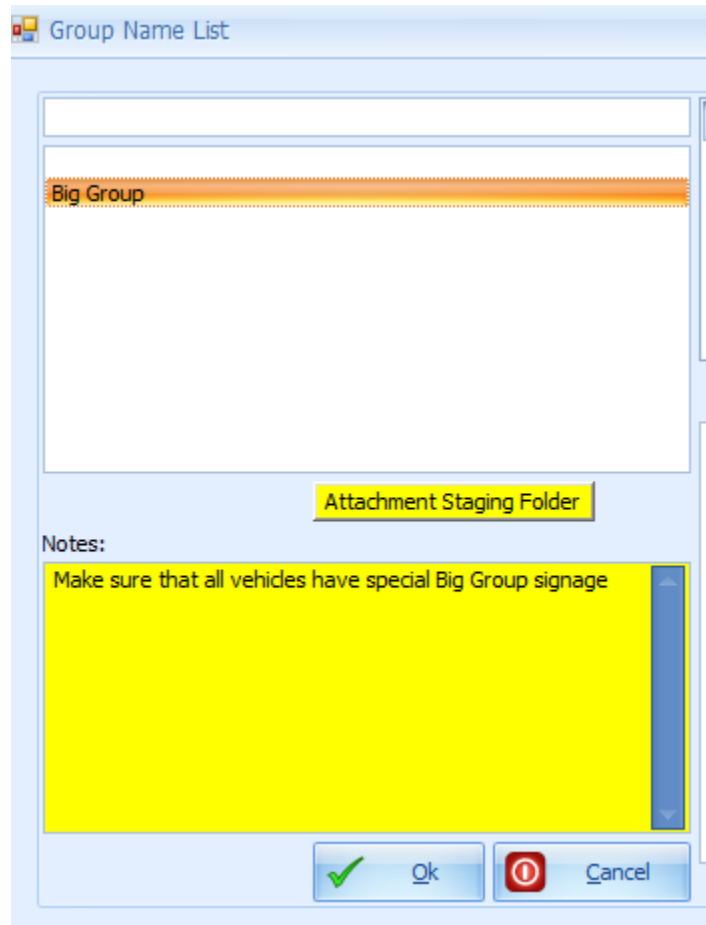 Group Name List
Big Group
Attachment Staging Folder
Notes:
Make sure that all vehicles have special Big Group signage
Ok
Cancel